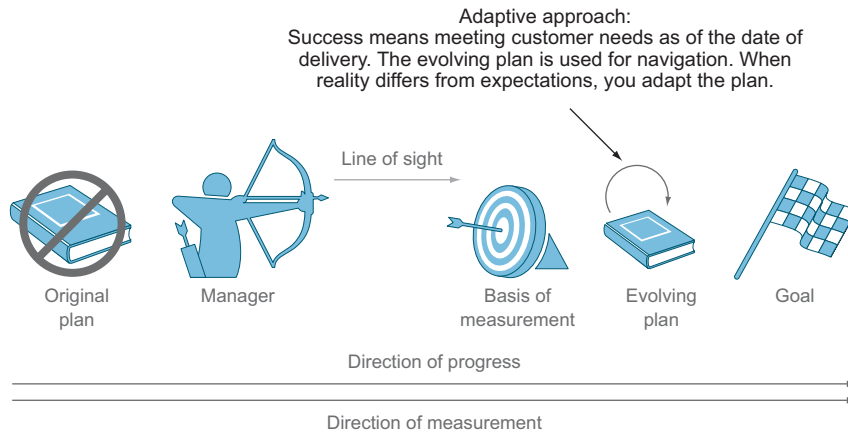 Adaptive approach:
Success means meeting customer needs as of the date of
delivery. The evolving plan is used for navigation. When
reality differs from expectations, you adapt the plan.
Line of sight
Original
plan
Manager
Basis of
measurement
Evolving
plan
Goal
Direction of progress
Direction of measurement